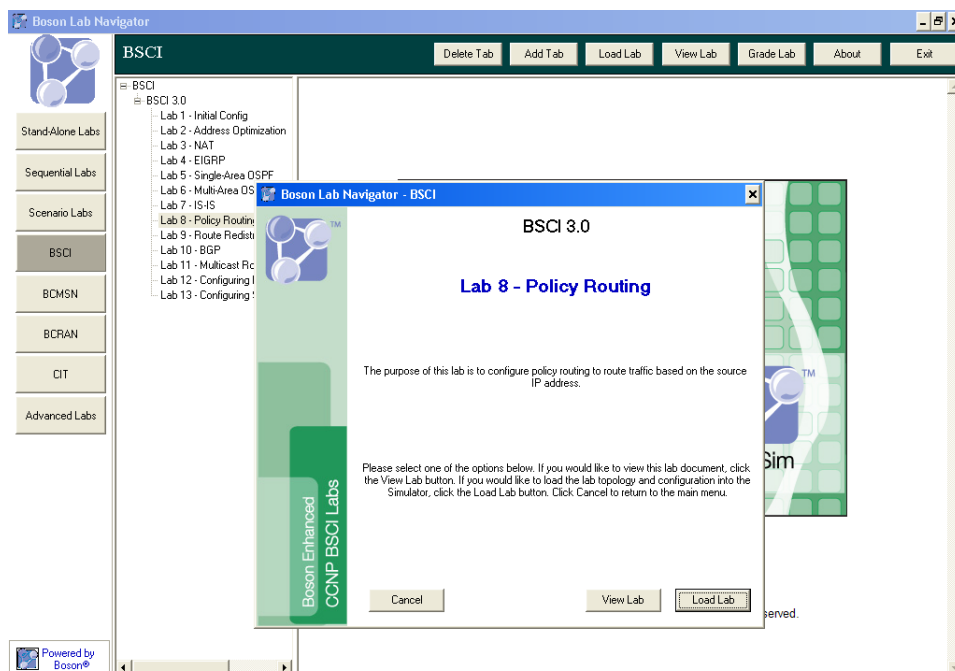 Boson Lab Navigator
BSCI
Delete Tab
Add Tab
Load Lab
View Lab
Grade Lab
About
Exit
Stand-Alone Labs
Sequential Labs
Scenario Labs
BSCI
BCMSN
BCRAN
CIT
Advanced Labs
Powered by
Boson®
BSCI
BSCI 3.0
Lab 1 - Initial Config
Lab 2 - Address Optimization
Lab 3 - NAT
Lab 4 - EIGRP
Lab 5 - Single-Area OSPF
Lab 6 - Multi-Area OS
Lab 7 - IS-IS
Lab 8 - Policy Routing
Lab 9 - Route Redistr
Lab 10 - BGP
Lab 11 - Multicast Ro
Lab 12 - Configuring
Lab 13 - Configuring
Boson Lab Navigator - BSCI
TM
BSCI 3.0
Lab 8 - Policy Routing
The purpose of this lab is to configure policy routing to route traffic based on the source
IP address.
Please select one of the options below. If you would like to view this lab document, click
the View Lab button. If you would like to load the lab topology and configuration into the
Simulator, click the Load Lab button. Click Cancel to return to the main menu.
Boson Enhanced
CCNP BSCI Labs
Cancel
View Lab
Load Lab
TM
Sim
served.